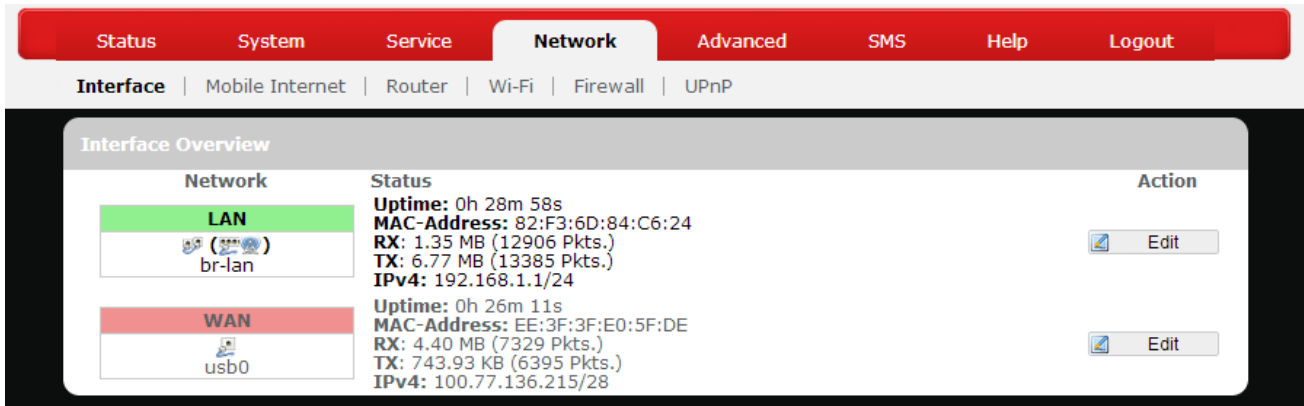 Status System Service Network Advanced SMS Help Logout
Interface | Mobile Internet | Router | Wi-Fi | Firewall | UPnP
Interface Overview
Network Status Action
LAN
br-lan
Uptime: 0h 28m 58s
MAC-Address: 82:F3:6D:84:C6:24
RX: 1.35 MB (12906 Pkts.)
TX: 6.77 MB (13385 Pkts.)
IPv4: 192.168.1.1/24
Edit
WAN
usb0
Uptime: 0h 26m 11s
MAC-Address: EE:3F:3F:E0:5F:DE
RX: 4.40 MB (7329 Pkts.)
TX: 743.93 KB (6395 Pkts.)
IPv4: 100.77.136.215/28
Edit